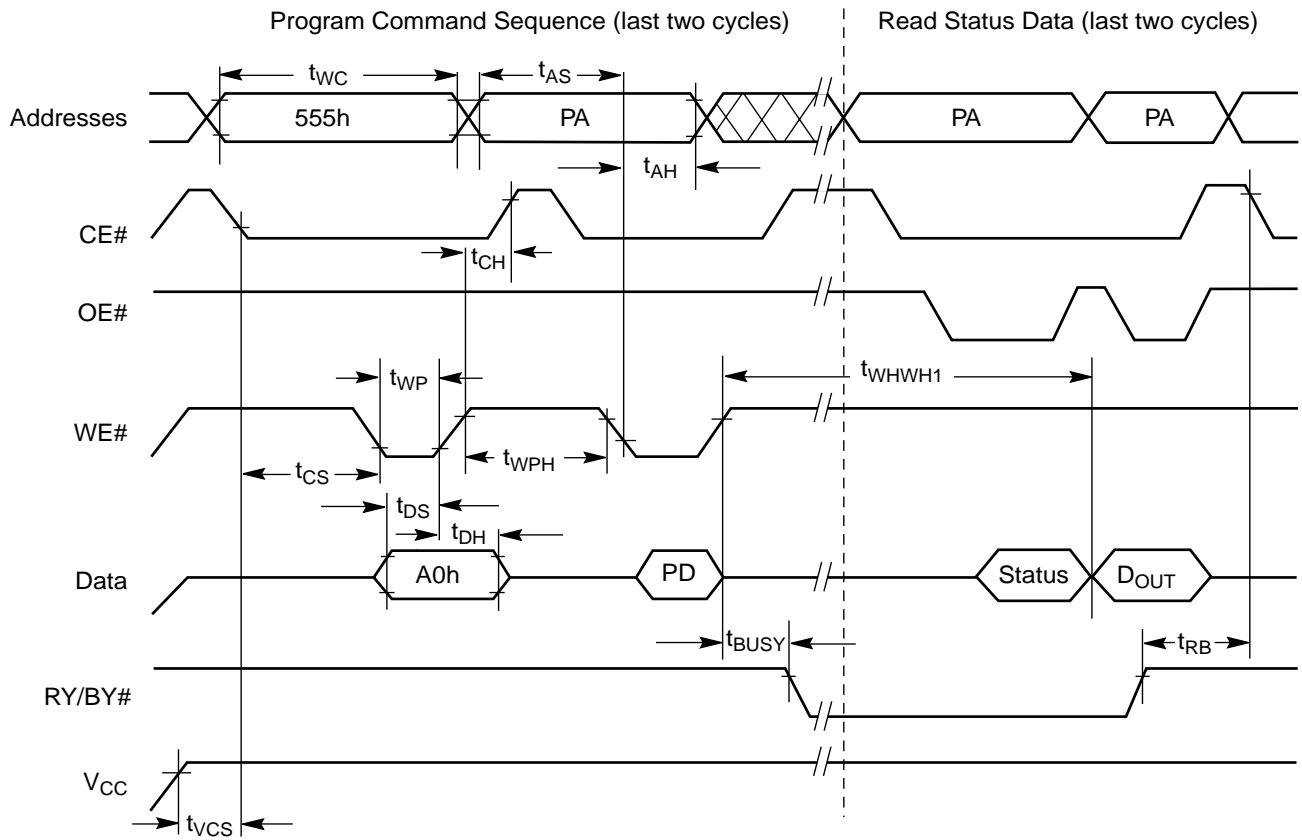 Program Command Sequence (last two cycles)
Read Status Data (last two cycles)
tWC
tAS
Addresses
555h
PA
PA
PA
tAH
CE#
tCH
OE#
tWP
tWHWH1
WE#
tCS
tWPH
tDS
tDH
Data
A0h
PD
Status
DOUT
tBUSY
tRB
RY/BY#
VCC
tVCS